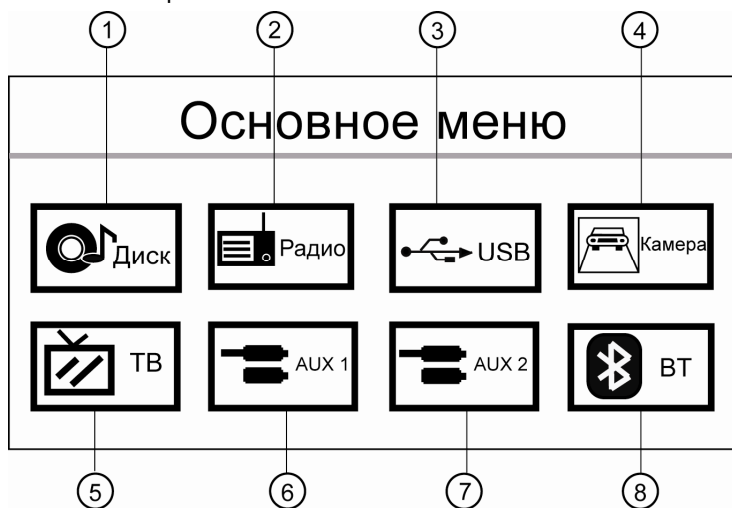 1 2 3 4
Основное меню
Диск Радио USB Камера
ТВ AUX 1 AUX 2 BT
5 6 7 8